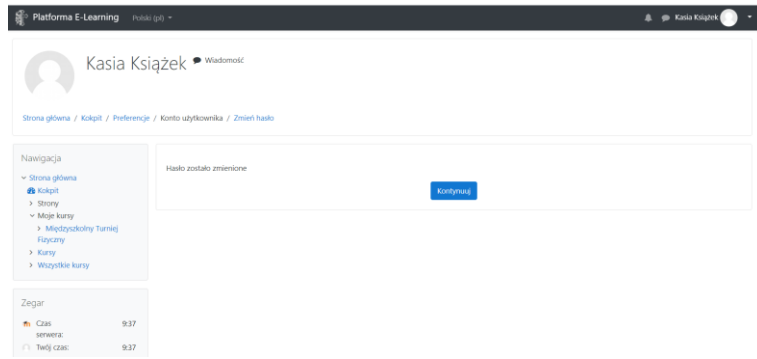 Platforma E-Learning Polski (pl) Kasia Książek
Kasia Książek Wiadomość
Strona główna / Kokpit / Preferencje / Konto użytkownika / Zmień hasło
Nawigacja
Strona główna
Kokpit
Strony
Moje kursy
Międzyszkolny Turniej
Fizyczny
Kursy
Wszystkie kursy
Hasło zostało zmienione
Kontynuuj
Zegar
Czas 9:37
serwera:
Twój czas: 9:37